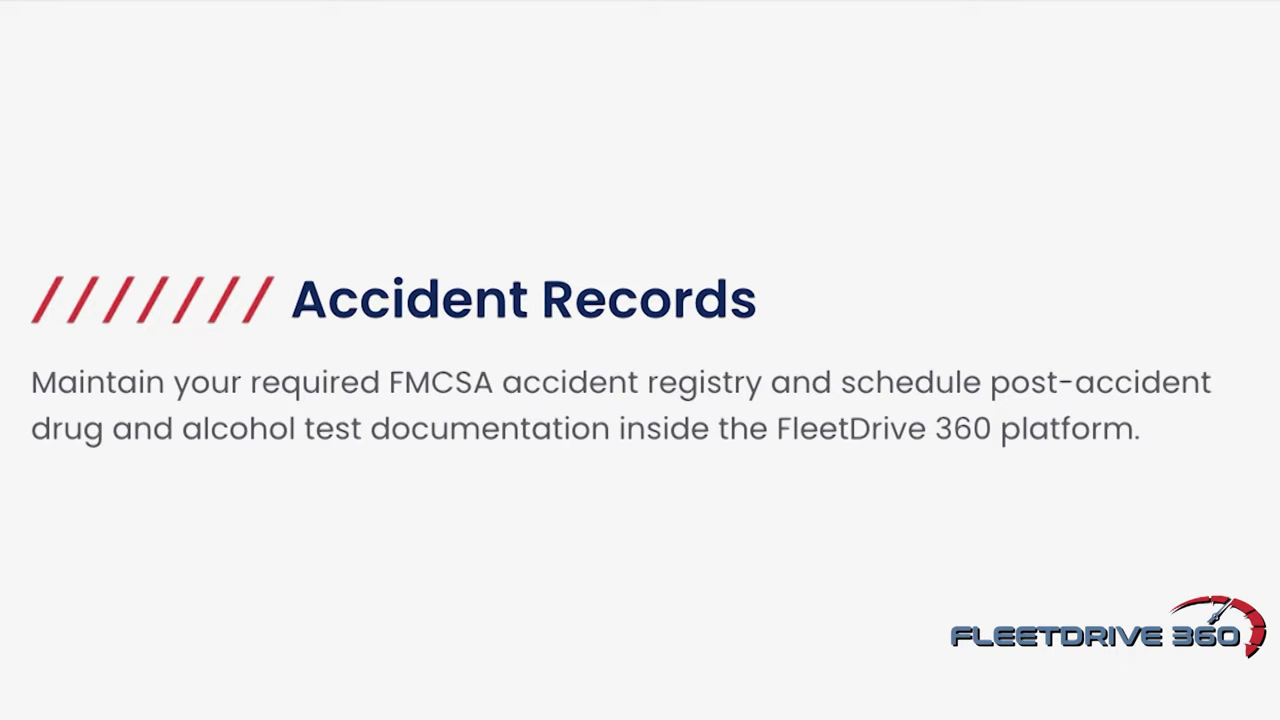 /////// Accident Records
Maintain your required FMCSA accident registry and schedule post-accident
drug and alcohol test documentation inside the FleetDrive 360 platform.
FLEETDRIVE 360